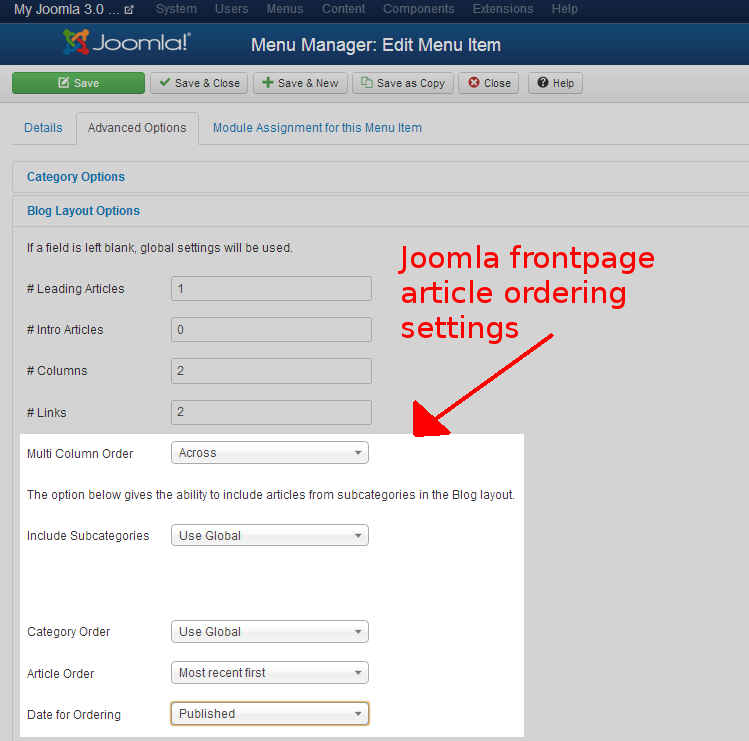 My Joomla 3.0 ... System Users Menus Content Components Extensions Help
Joomla!® Menu Manager: Edit Menu Item
Save Save & Close Save & New Save as Copy Close Help
Details Advanced Options Module Assignment for this Menu Item
Category Options
Blog Layout Options
If a field is left blank, global settings will be used.
Joomla frontpage
article ordering
settings
# Leading Articles 1
# Intro Articles 0
# Columns 2
# Links 2
Multi Column Order Across
The option below gives the ability to include articles from subcategories in the Blog layout.
Include Subcategories Use Global
Category Order Use Global
Article Order Most recent first
Date for Ordering Published